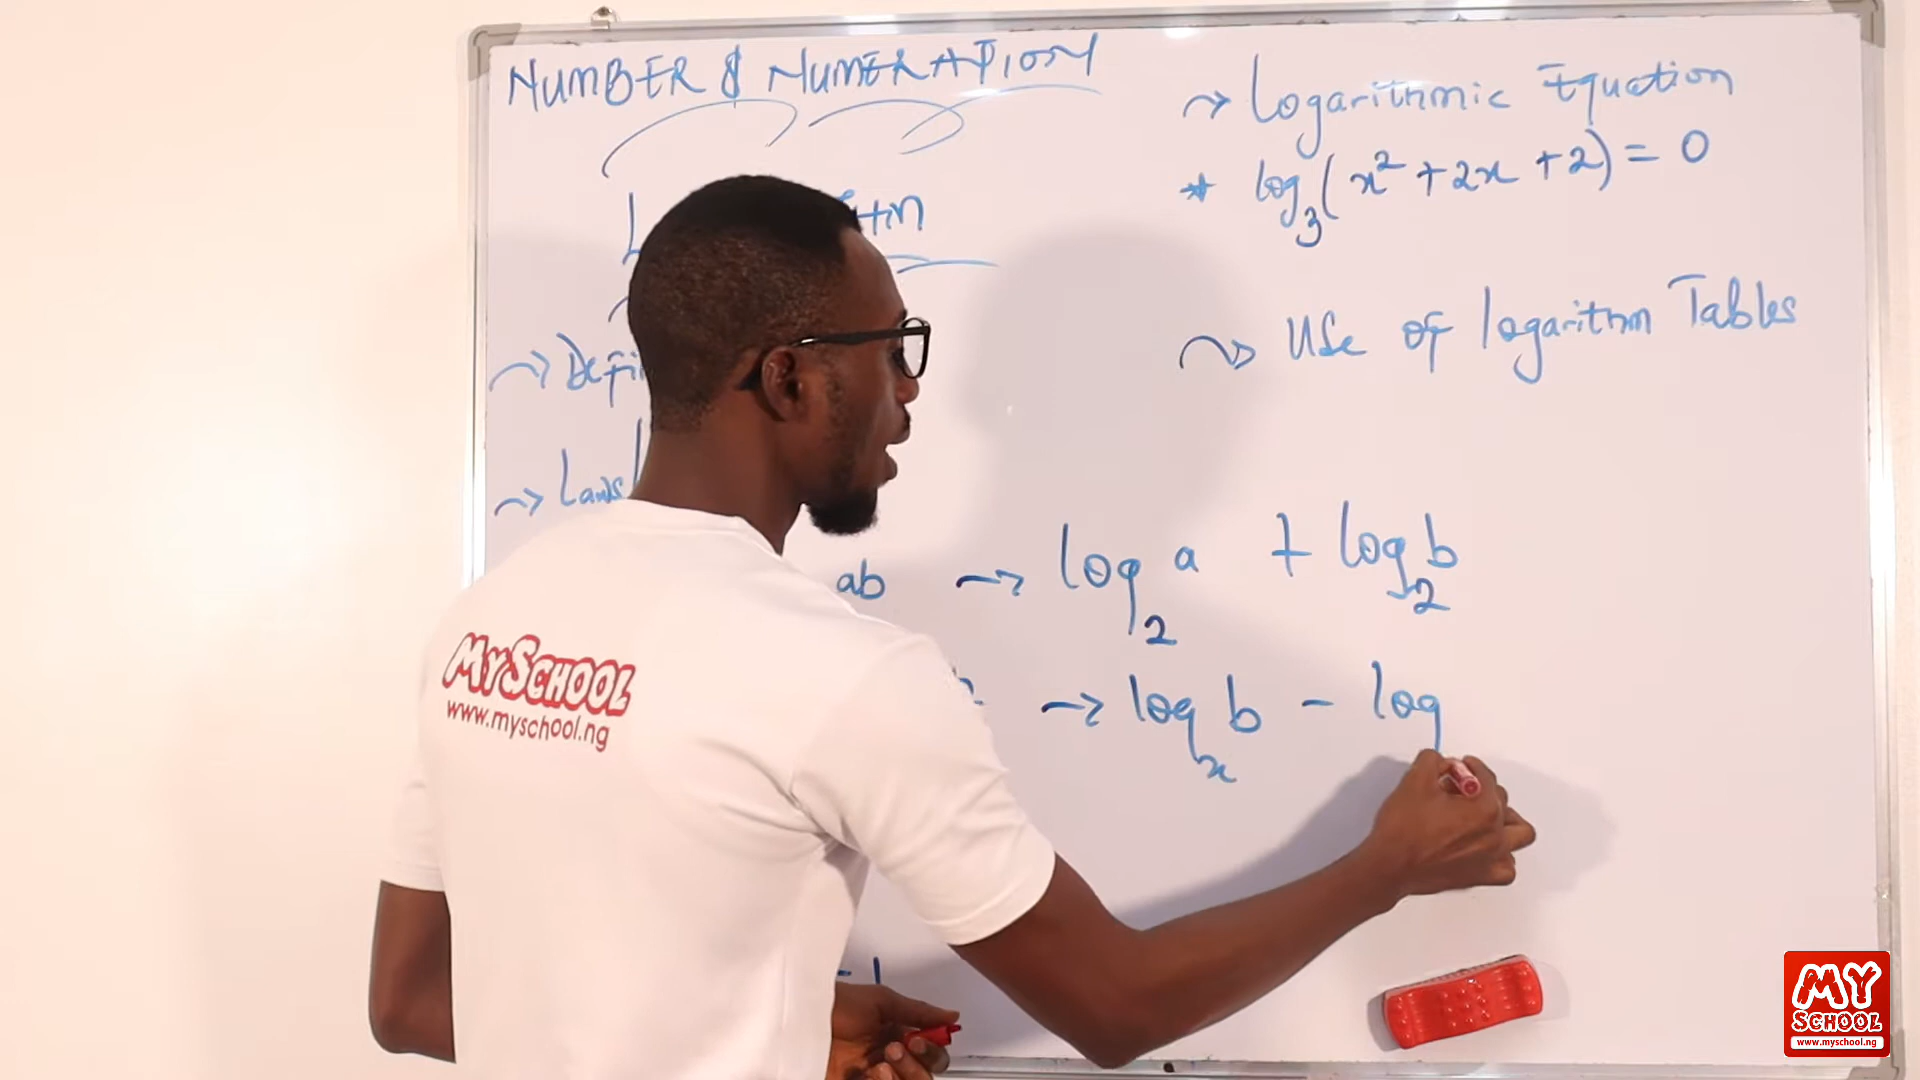 NUMBER & NUMERATION
→ Laws
ab → log₂ a + log₂ b
→ logₓ b - log
→ Logarithmic Equation
* log₃(x² + 2x + 2) = 0
→ Use of logarithm Tables
MYSCHOOL
www.myschool.ng
MY
SCHOOL
www.myschool.ng